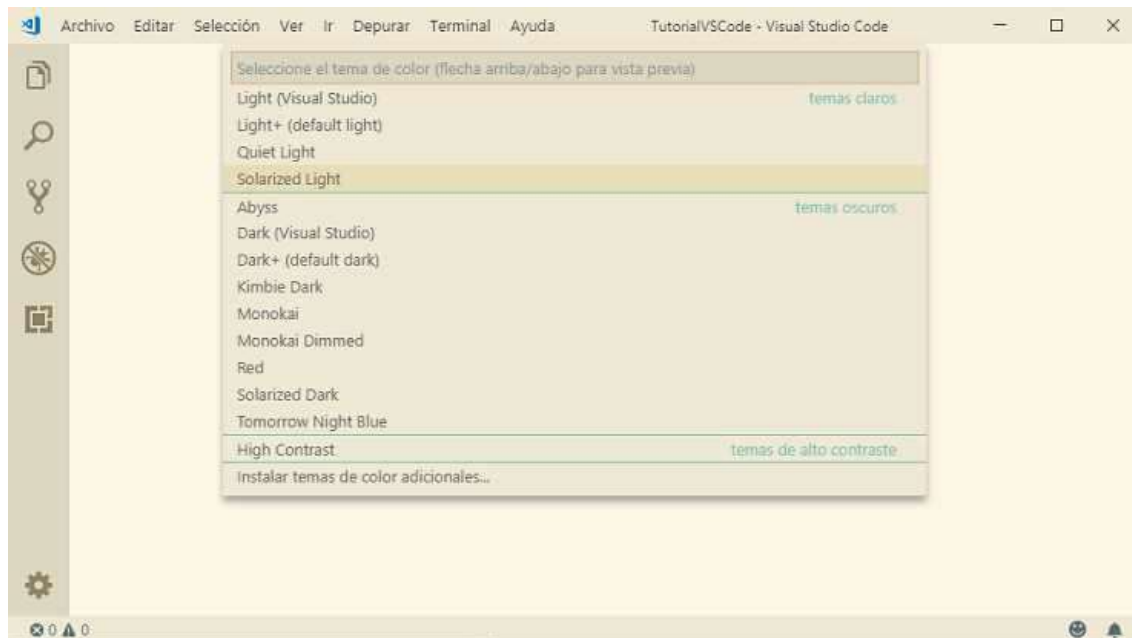 Archivo Editar Selección Ver Ir Depurar Terminal Ayuda TutorialVSCode - Visual Studio Code
Seleccione el tema de color (flecha arriba/abajo para vista previa)
Light (Visual Studio) temas claros
Light+ (default light)
Quiet Light
Solarized Light
Abyss temas oscuros
Dark (Visual Studio)
Dark+ (default dark)
Kimbie Dark
Monokai
Monokai Dimmed
Red
Solarized Dark
Tomorrow Night Blue
High Contrast temas de alto contraste
Instalar temas de color adicionales...
0 0